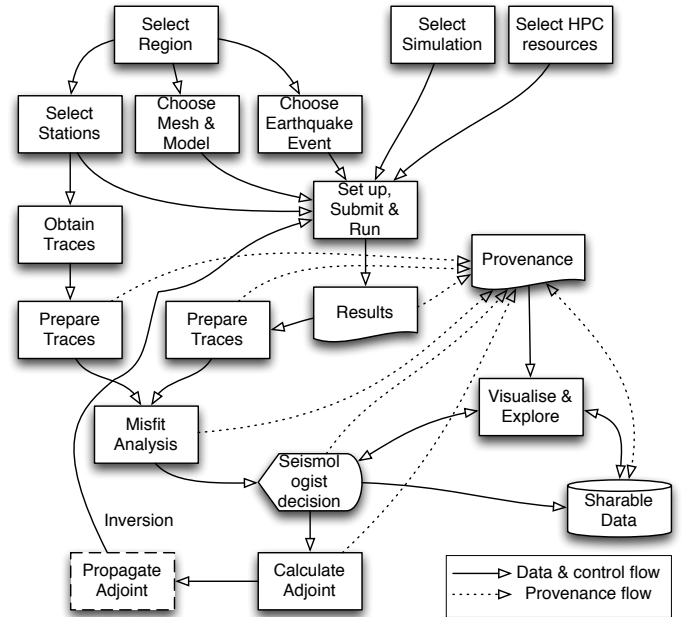 Select
Region
Select
Simulation
Select HPC
resources
Select
Stations
Choose
Mesh &
Model
Choose
Earthquake
Event
Set up,
Submit &
Run
Obtain
Traces
Provenance
Prepare
Traces
Prepare
Traces
Results
Misfit
Analysis
Visualise &
Explore
Seismol
ogist
decision
Sharable
Data
Inversion
Propagate
Adjoint
Calculate
Adjoint
Data & control flow
Provenance flow